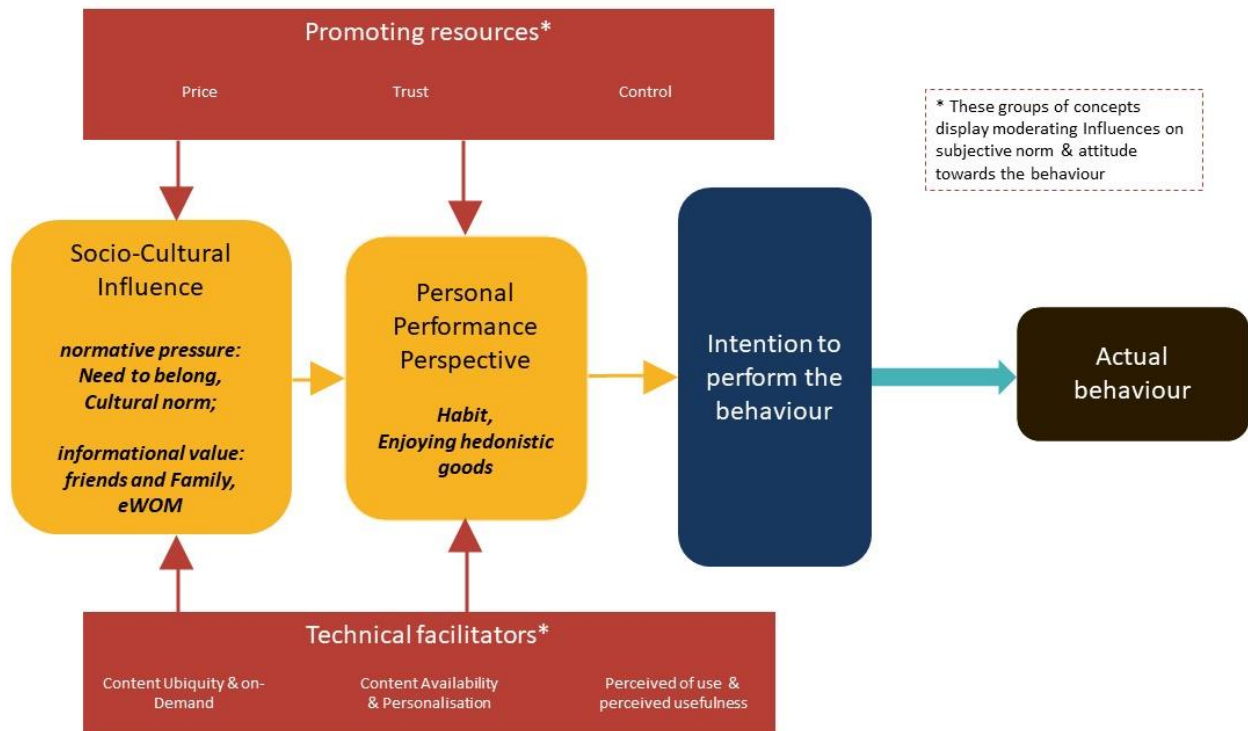 Promoting resources*
Price
Trust
Control
* These groups of concepts
display moderating Influences on
subjective norm & attitude
towards the behaviour
Socio-Cultural
Influence
normative pressure:
Need to belong,
Cultural norm;
informational value:
friends and Family,
eWOM
Personal
Performance
Perspective
Habit,
Enjoying hedonistic
goods
Intention to
perform the
behaviour
Actual
behaviour
Technical facilitators*
Content Ubiquity & on-
Demand
Content Availability
& Personalisation
Perceived of use &
perceived usefulness